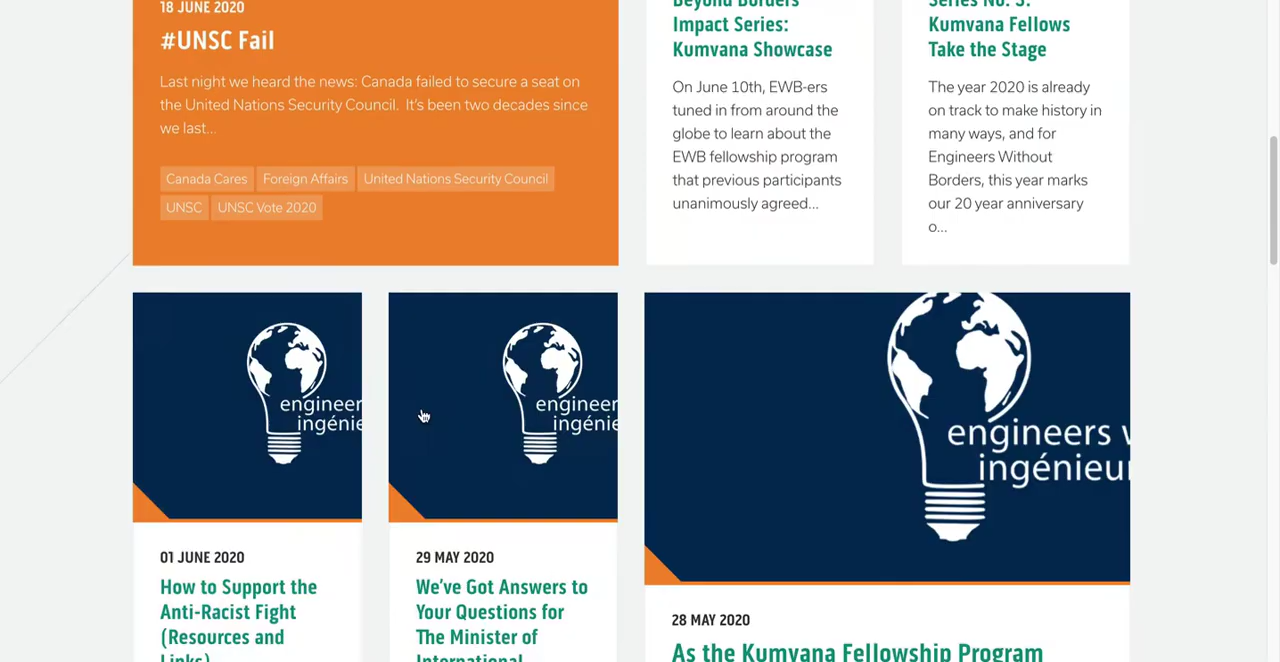 18 JUNE 2020
#UNSC Fail
Last night we heard the news: Canada failed to secure a seat on
the United Nations Security Council. It's been two decades since
we last...
Canada Cares
Foreign Affairs
United Nations Security Council
UNSC
UNSC Vote 2020
Beyond Borders
Impact Series:
Kumvana Showcase
On June 10th, EWB-ers
tuned in from around the
globe to learn about the
EWB fellowship program
that previous participants
unanimously agreed...
Series No. 3:
Kumvana Fellows
Take the Stage
The year 2020 is already
on track to make history in
many ways, and for
Engineers Without
Borders, this year marks
our 20 year anniversary
o...
engineer
ingénie
01 JUNE 2020
How to Support the
Anti-Racist Fight
(Resources and
Links)
engineer
ingénie
29 MAY 2020
We've Got Answers to
Your Questions for
The Minister of
International
engineers
ingénieur
28 MAY 2020
As the Kumvana Fellowship Program